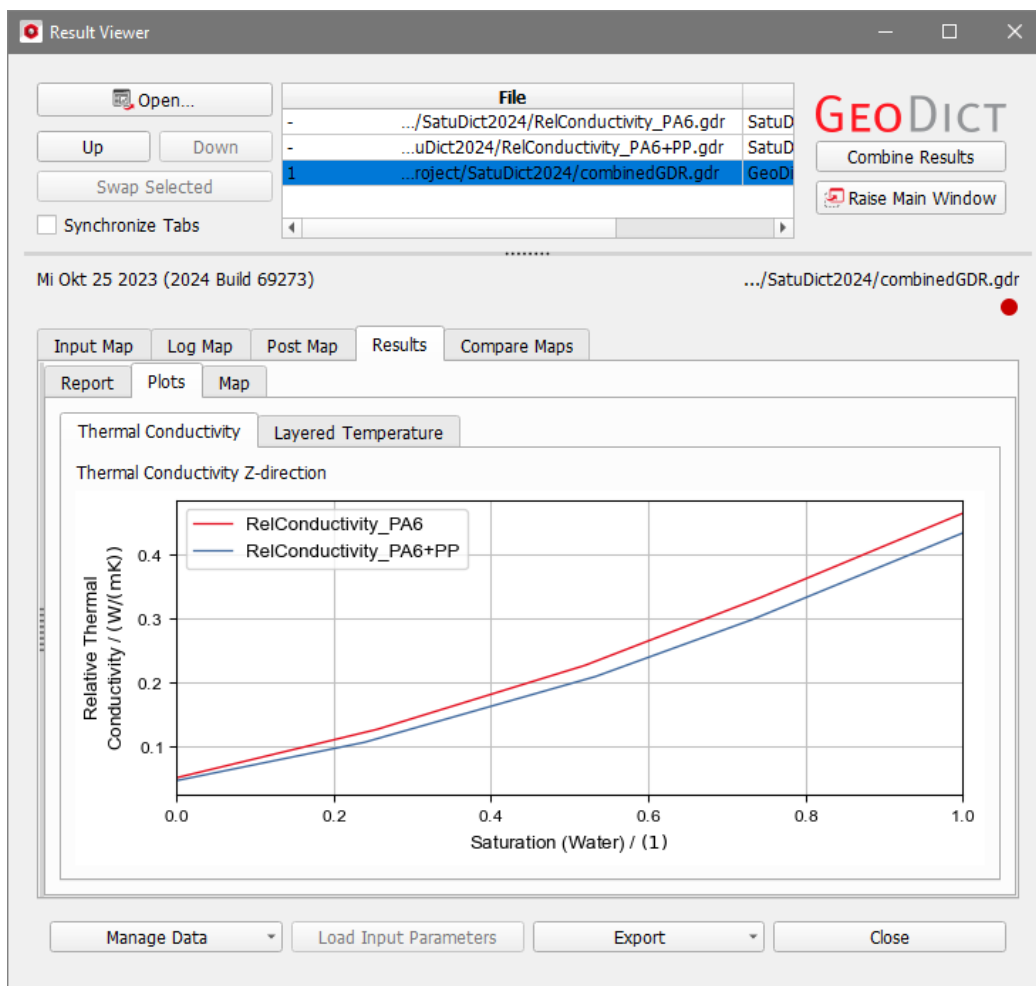 Result Viewer
Open...
Up
Down
Swap Selected
Synchronize Tabs
File
- .../SatuDict2024/RelConductivity_PA6.gdr SatuD
- ...uDict2024/RelConductivity_PA6+PP.gdr SatuD
1 ...roject/SatuDict2024/combinedGDR.gdr GeoDi
GEODICT
Combine Results
Raise Main Window
Mi Okt 25 2023 (2024 Build 69273)
.../SatuDict2024/combinedGDR.gdr
Input Map
Log Map
Post Map
Results
Compare Maps
Report
Plots
Map
Thermal Conductivity
Layered Temperature
Thermal Conductivity Z-direction
RelConductivity_PA6
RelConductivity_PA6+PP
Relative Thermal
Conductivity / (W/(mK))
0.4
0.3
0.2
0.1
0.0 0.2 0.4 0.6 0.8 1.0
Saturation (Water) / (1)
Manage Data
Load Input Parameters
Export
Close